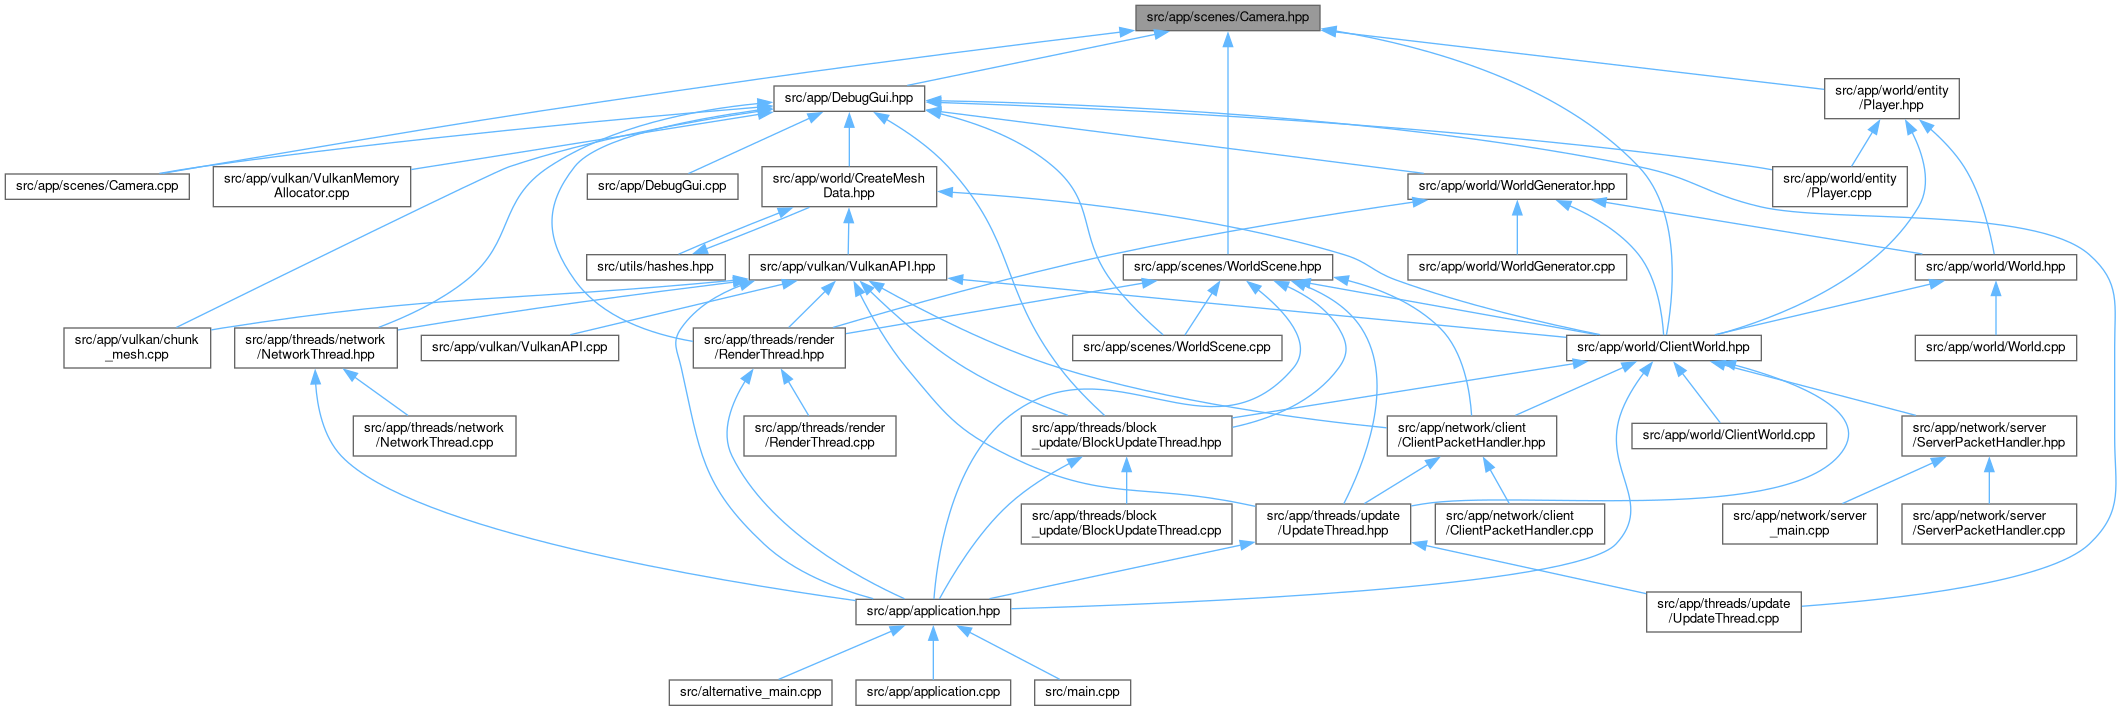 src/app/scenes/Camera.hpp
src/app/DebugGui.hpp
src/app/world/entity
/Player.hpp
src/app/scenes/Camera.cpp
src/app/vulkan/VulkanMemory
Allocator.cpp
src/app/DebugGui.cpp
src/app/world/CreateMesh
Data.hpp
src/app/world/WorldGenerator.hpp
src/app/world/entity
/Player.cpp
src/utils/hashes.hpp
src/app/vulkan/VulkanAPI.hpp
src/app/scenes/WorldScene.hpp
src/app/world/WorldGenerator.cpp
src/app/world/World.hpp
src/app/vulkan/chunk
_mesh.cpp
src/app/threads/network
/NetworkThread.hpp
src/app/vulkan/VulkanAPI.cpp
src/app/threads/render
/RenderThread.hpp
src/app/scenes/WorldScene.cpp
src/app/world/ClientWorld.hpp
src/app/world/World.cpp
src/app/threads/network
/NetworkThread.cpp
src/app/threads/render
/RenderThread.cpp
src/app/threads/block
_update/BlockUpdateThread.hpp
src/app/network/client
/ClientPacketHandler.hpp
src/app/world/ClientWorld.cpp
src/app/network/server
/ServerPacketHandler.hpp
src/app/threads/block
_update/BlockUpdateThread.cpp
src/app/threads/update
/UpdateThread.hpp
src/app/network/client
/ClientPacketHandler.cpp
src/app/network/server
_main.cpp
src/app/network/server
/ServerPacketHandler.cpp
src/app/application.hpp
src/app/threads/update
/UpdateThread.cpp
src/alternative_main.cpp
src/app/application.cpp
src/main.cpp